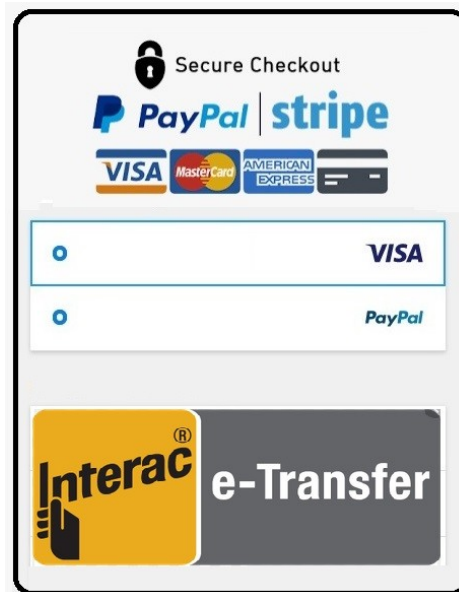 Secure Checkout
PayPal stripe
VISA MasterCard AMERICAN EXPRESS
VISA
PayPal
Interac® e-Transfer